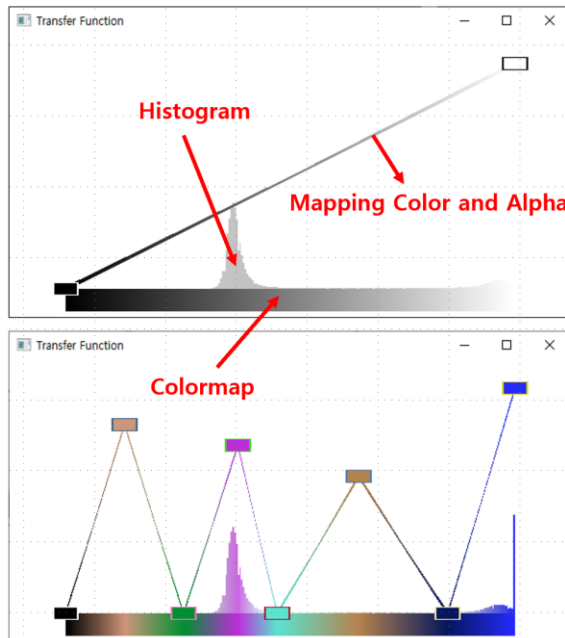 Transfer Function
Histogram
Mapping Color and Alpha
Transfer Function
Colormap